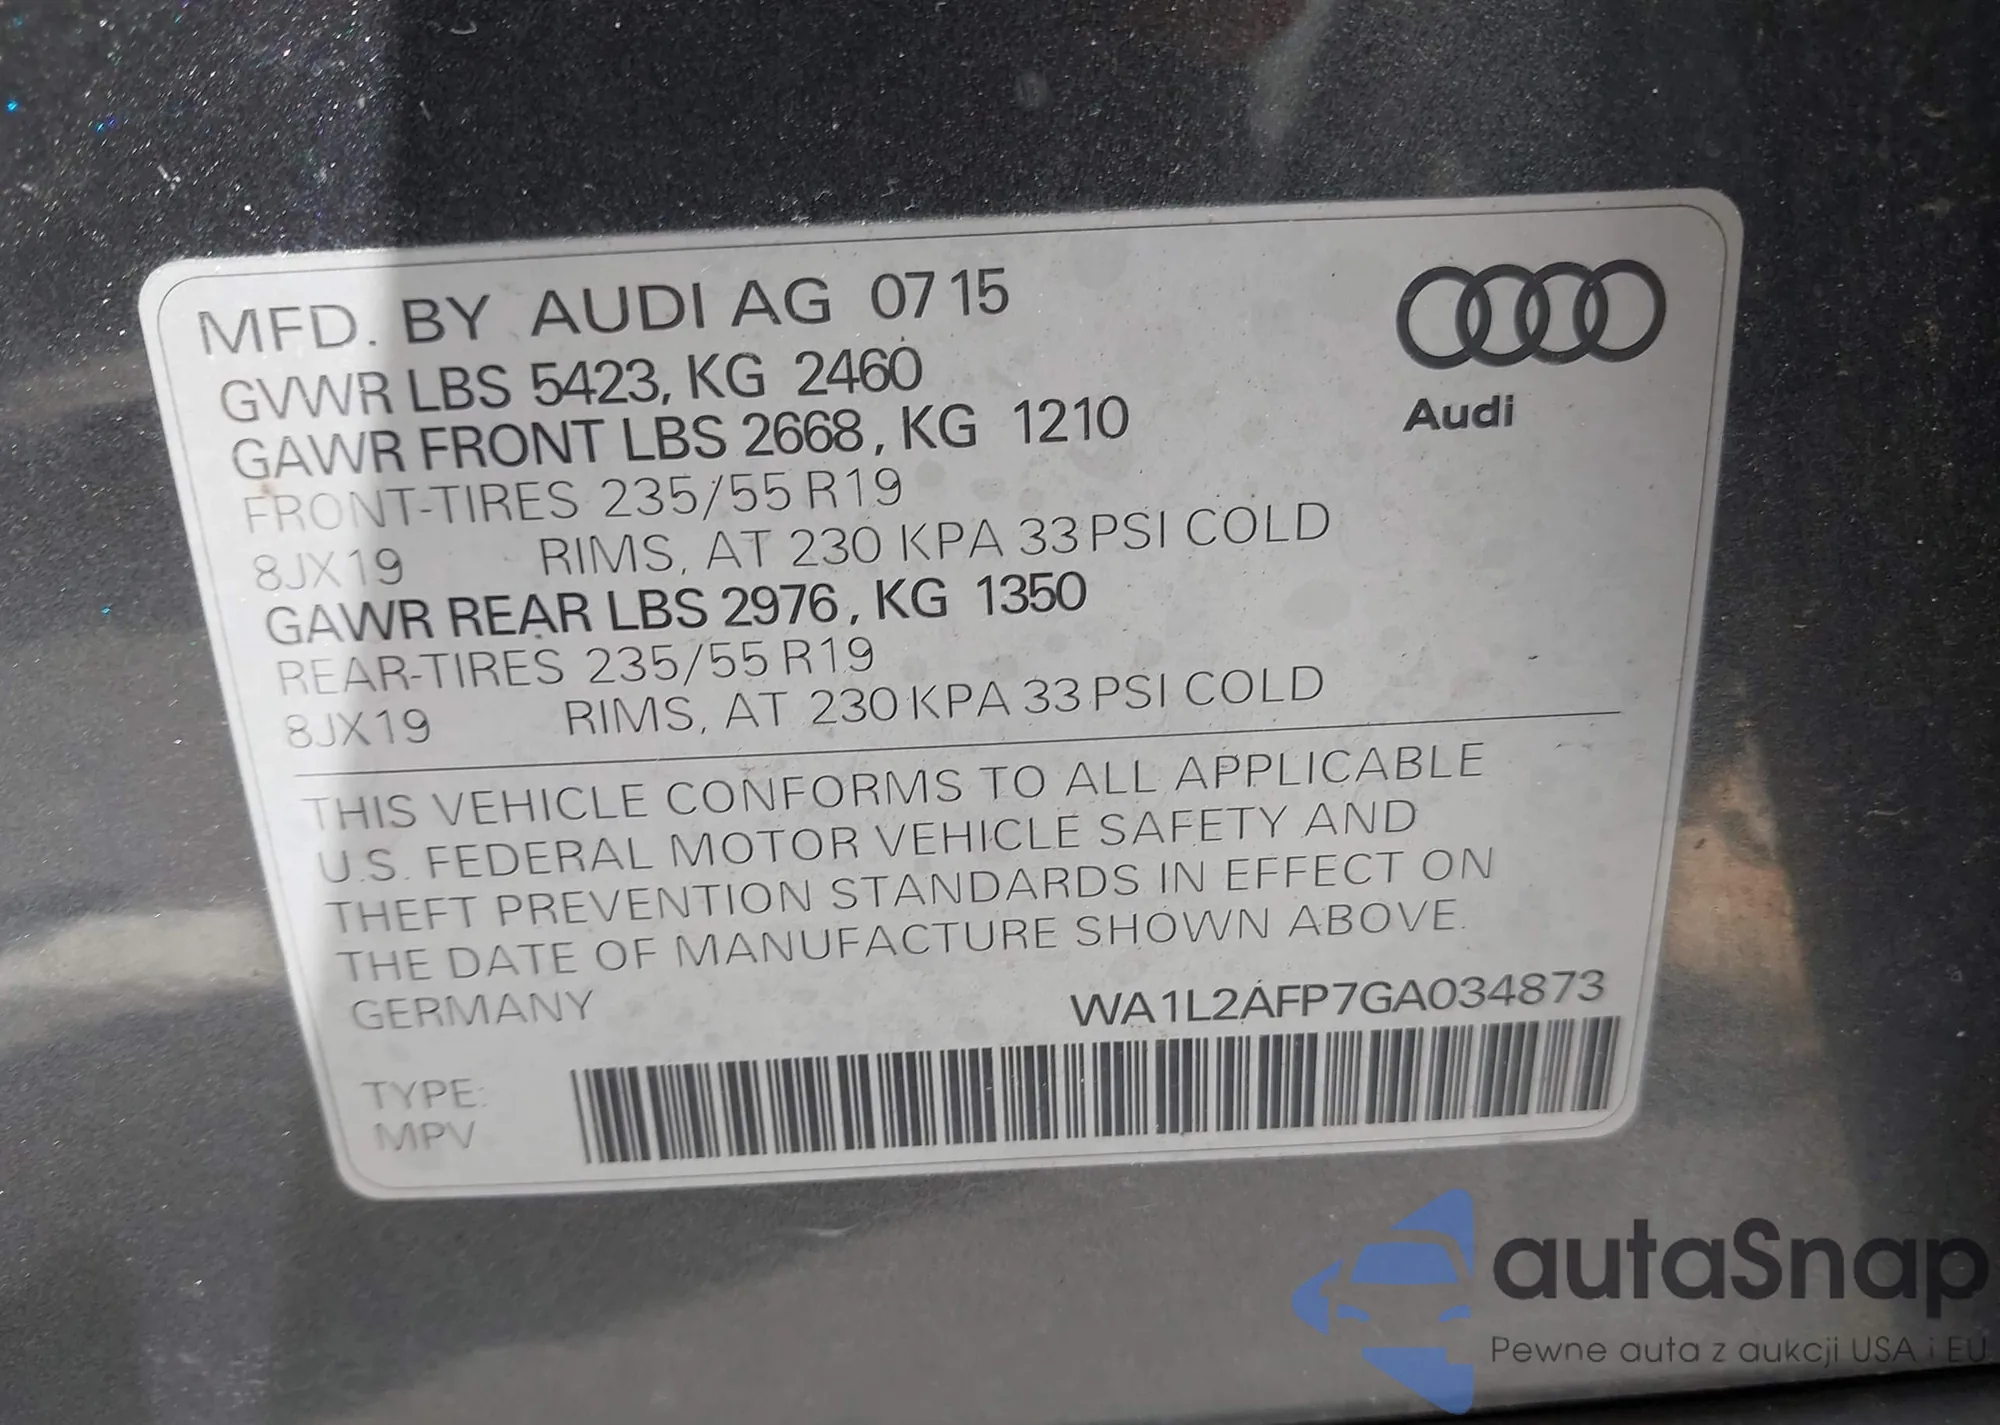 MFD. BY AUDI AG 07 15
GVWR LBS 5423, KG 2460
GAWR FRONT LBS 2668, KG 1210
FRONT-TIRES 235/55 R19
8JX19 RIMS, AT 230 KPA 33 PSI COLD
GAWR REAR LBS 2976, KG 1350
REAR-TIRES 235/55 R19
8JX19 RIMS, AT 230 KPA 33 PSI COLD
Audi
THIS VEHICLE CONFORMS TO ALL APPLICABLE
U.S. FEDERAL MOTOR VEHICLE SAFETY AND
THEFT PREVENTION STANDARDS IN EFFECT ON
THE DATE OF MANUFACTURE SHOWN ABOVE.
GERMANY WA1L2AFP7GA034873
TYPE:
MPV
autaSnap
Pewne auta z aukcji USA i EU